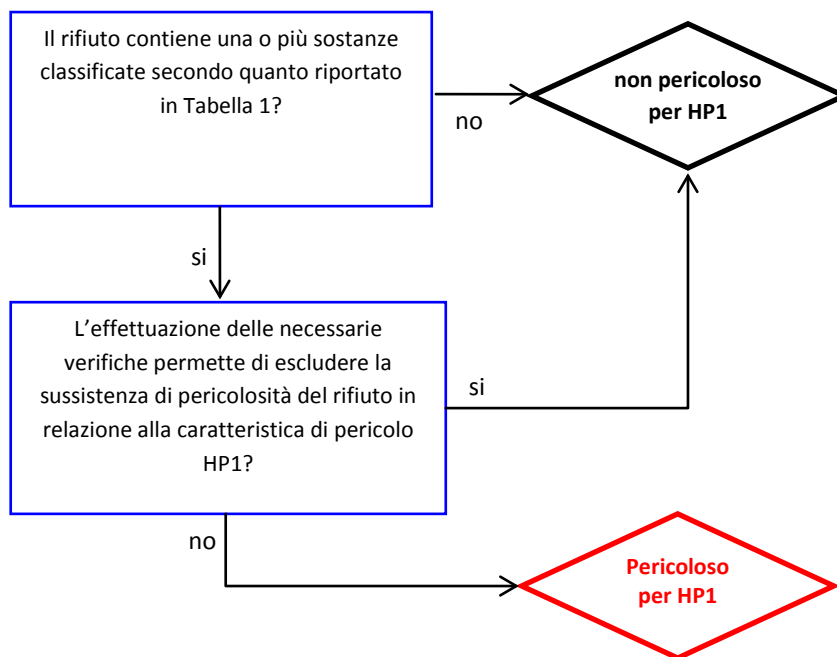 Il rifiuto contiene una o più sostanze
classificate secondo quanto riportato
in Tabella 1?
non pericoloso
per HP1
no
si
L’effettuazione delle necessarie
verifiche permette di escludere la
sussistenza di pericolosità del rifiuto in
relazione alla caratteristica di pericolo
HP1?
si
no
Pericoloso
per HP1